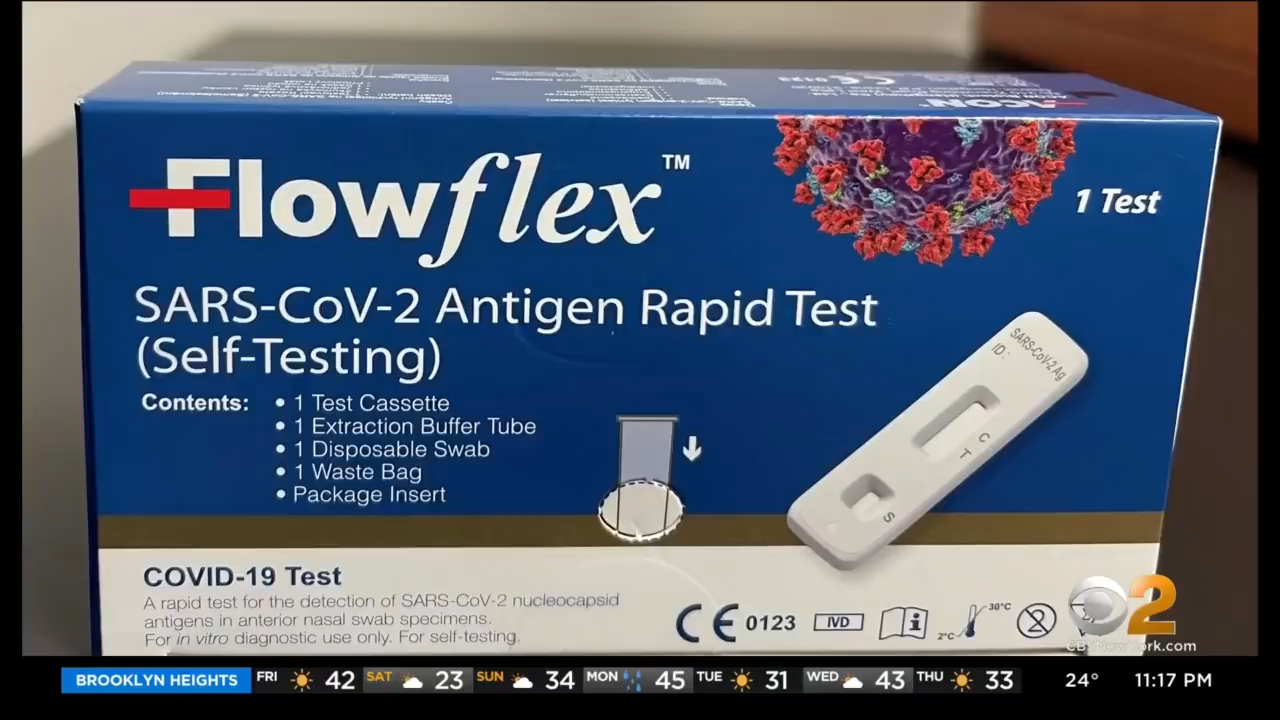 ACON
Flowflex™
1 Test
SARS-CoV-2 Antigen Rapid Test
(Self-Testing)
Contents:
• 1 Test Cassette
• 1 Extraction Buffer Tube
• 1 Disposable Swab
• 1 Waste Bag
• Package Insert
SARS-CoV-2 Ag
ID:
C
T
S
COVID-19 Test
A rapid test for the detection of SARS-CoV-2 nucleocapsid
antigens in anterior nasal swab specimens.
For in vitro diagnostic use only. For self-testing.
CE 0123
IVD
i
2°C
30°C
2
2
CBSNewYork.com
BROOKLYN HEIGHTS FRI 42 SAT 23 SUN 34 MON 45 TUE 31 WED 43 THU 33 24° 11:17 PM